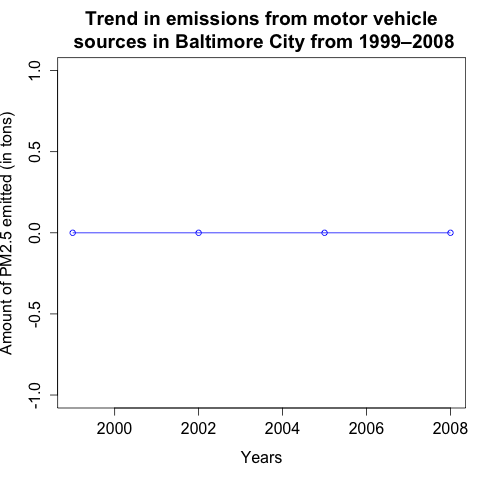 Trend in emissions from motor vehicle
sources in Baltimore City from 1999–2008
Amount of PM2.5 emitted (in tons)
1.0
0.5
0.0
-0.5
-1.0
2000 2002 2004 2006 2008
Years